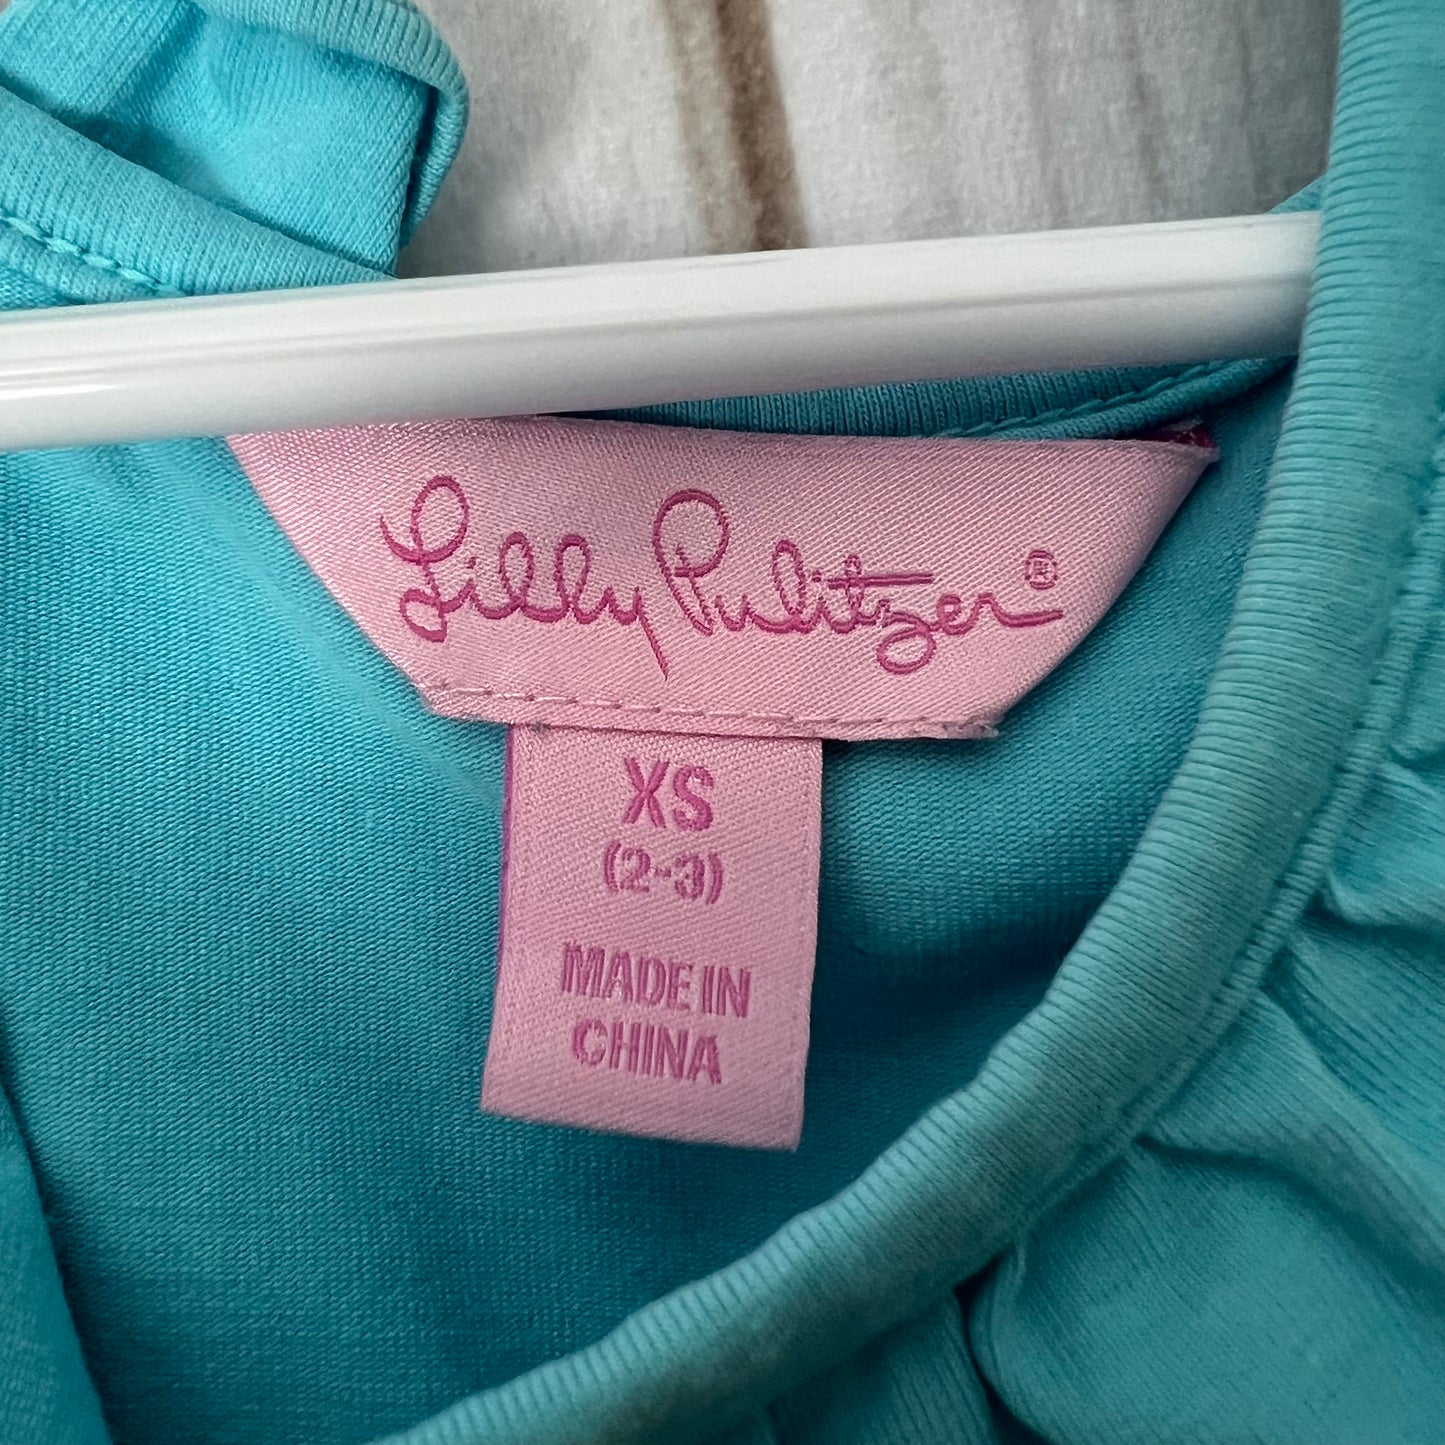 Lilly Pulitzer®
XS
(2-3)
MADE IN
CHINA